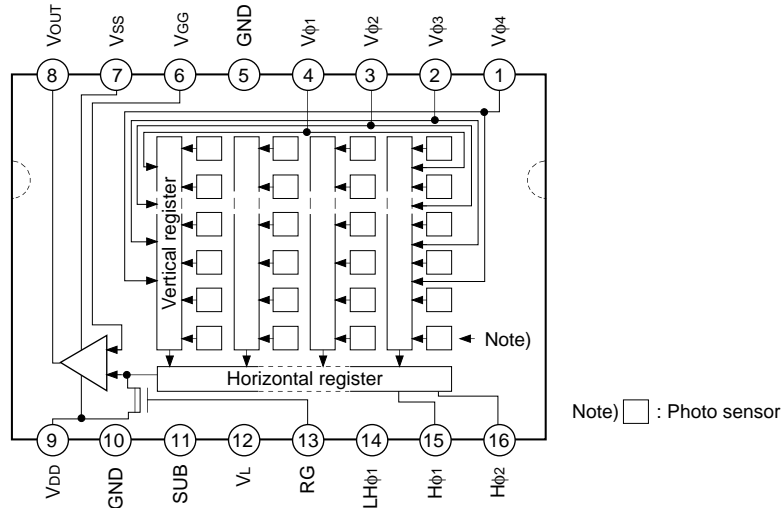 VOUT
VSS
VGG
GND
Vφ1
Vφ2
Vφ3
Vφ4
8
7
6
5
4
3
2
1
Vertical register
Note)
Horizontal register
Note) : Photo sensor
9
10
11
12
13
14
15
16
VDD
GND
SUB
VL
RG
LHφ1
Hφ1
Hφ2